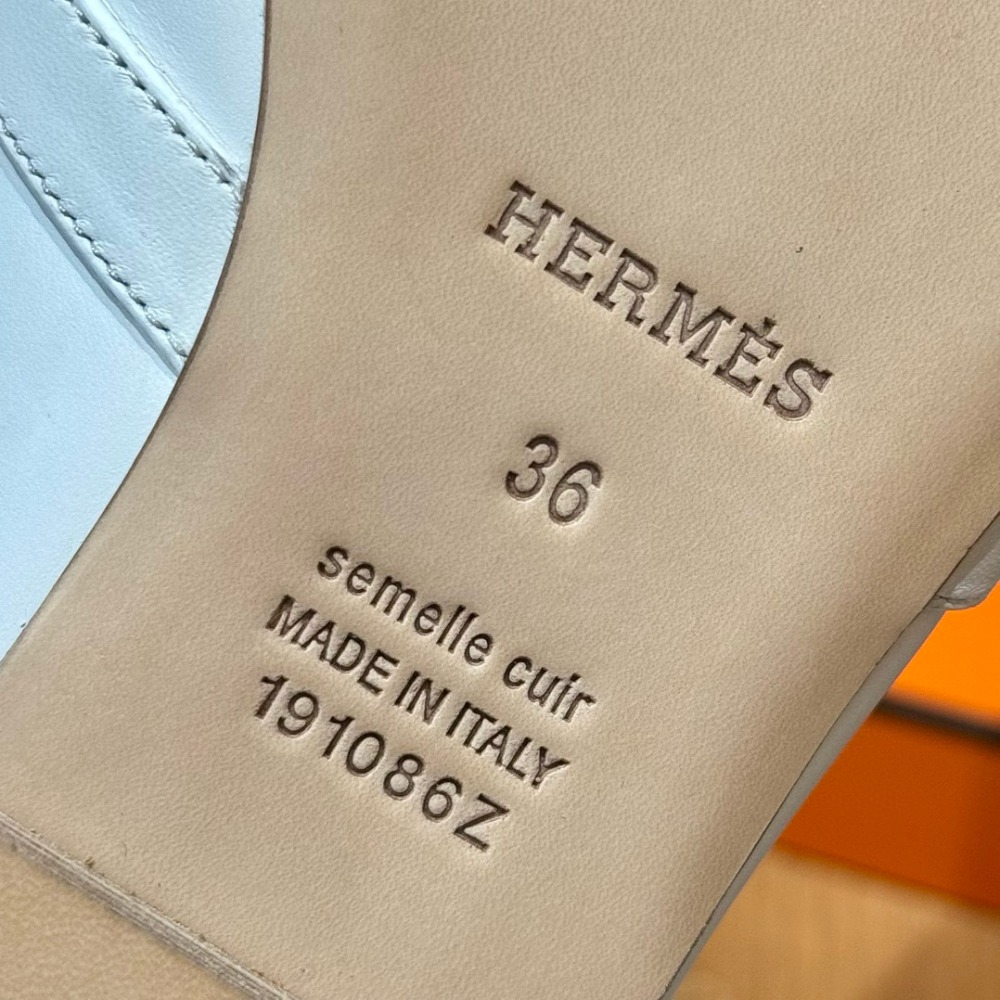 HERMÈS
36
semelle cuir
MADE IN ITALY
191086Z